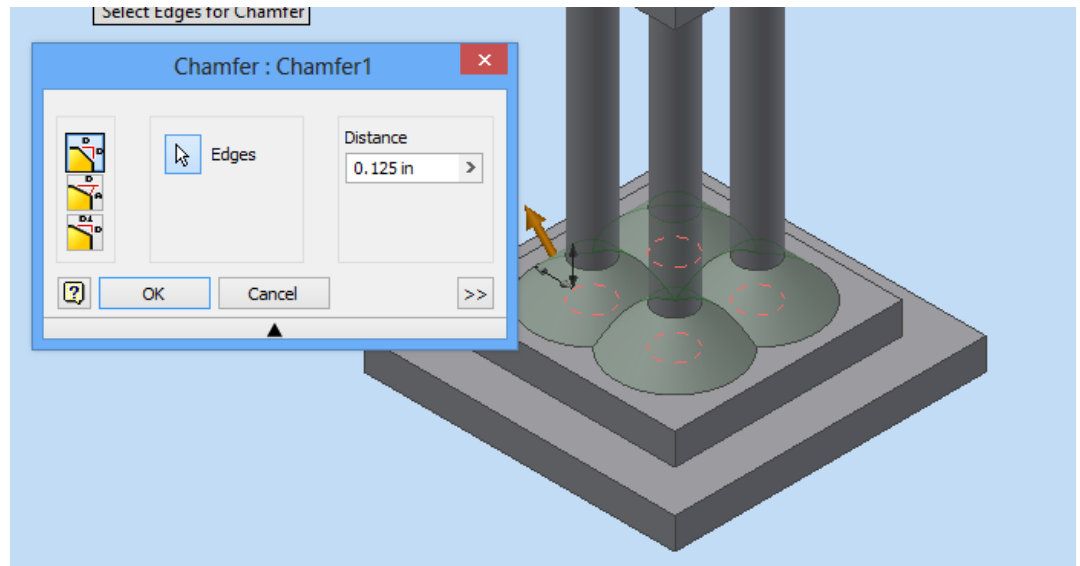 Select Edges for Chamfer
Chamfer : Chamfer1
Edges
Distance
0.125 in
OK
Cancel
>>